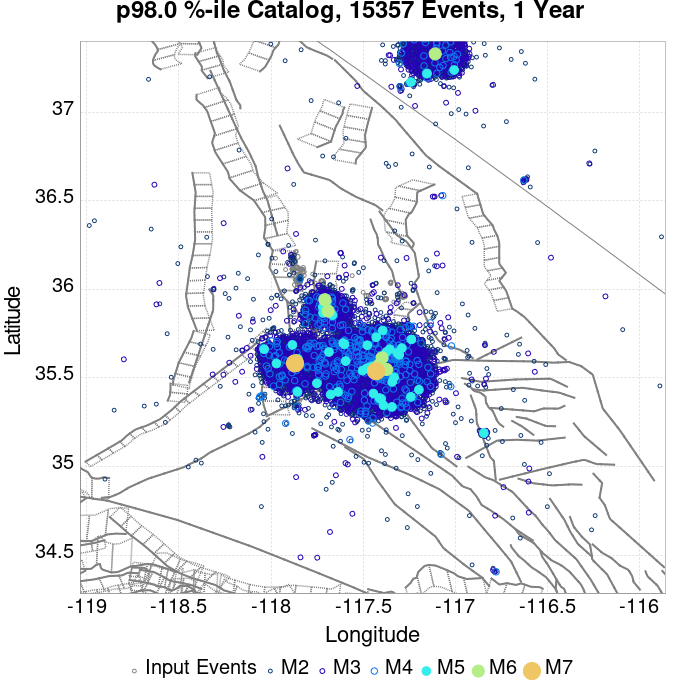 p98.0 %-ile Catalog, 15357 Events, 1 Year
37
36.5
36
35.5
35
34.5
Latitude
-119 -118.5 -118 -117.5 -117 -116.5 -116
Longitude
Input Events M2 M3 M4 M5 M6 M7